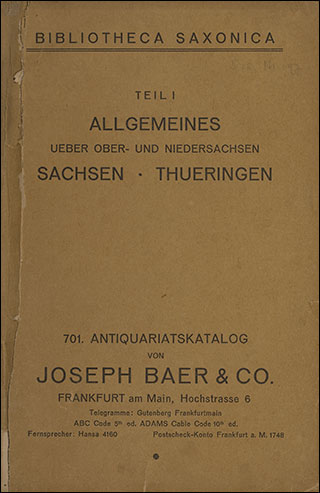 BIBLIOTHECA SAXONICA
TEIL I
ALLGEMEINES
UEBER OBER- UND NIEDERSACHSEN
SACHSEN · THUERINGEN
701. ANTIQUARIATSKATALOG
VON
JOSEPH BAER & CO.
FRANKFURT am Main, Hochstrasse 6
Telegramme: Gutenberg Frankfurtmain
ABC Code 5th ed. ADAMS Cable Code 10th ed.
Fernsprecher: Hansa 4160 Postscheck-Konto Frankfurt a. M. 1748